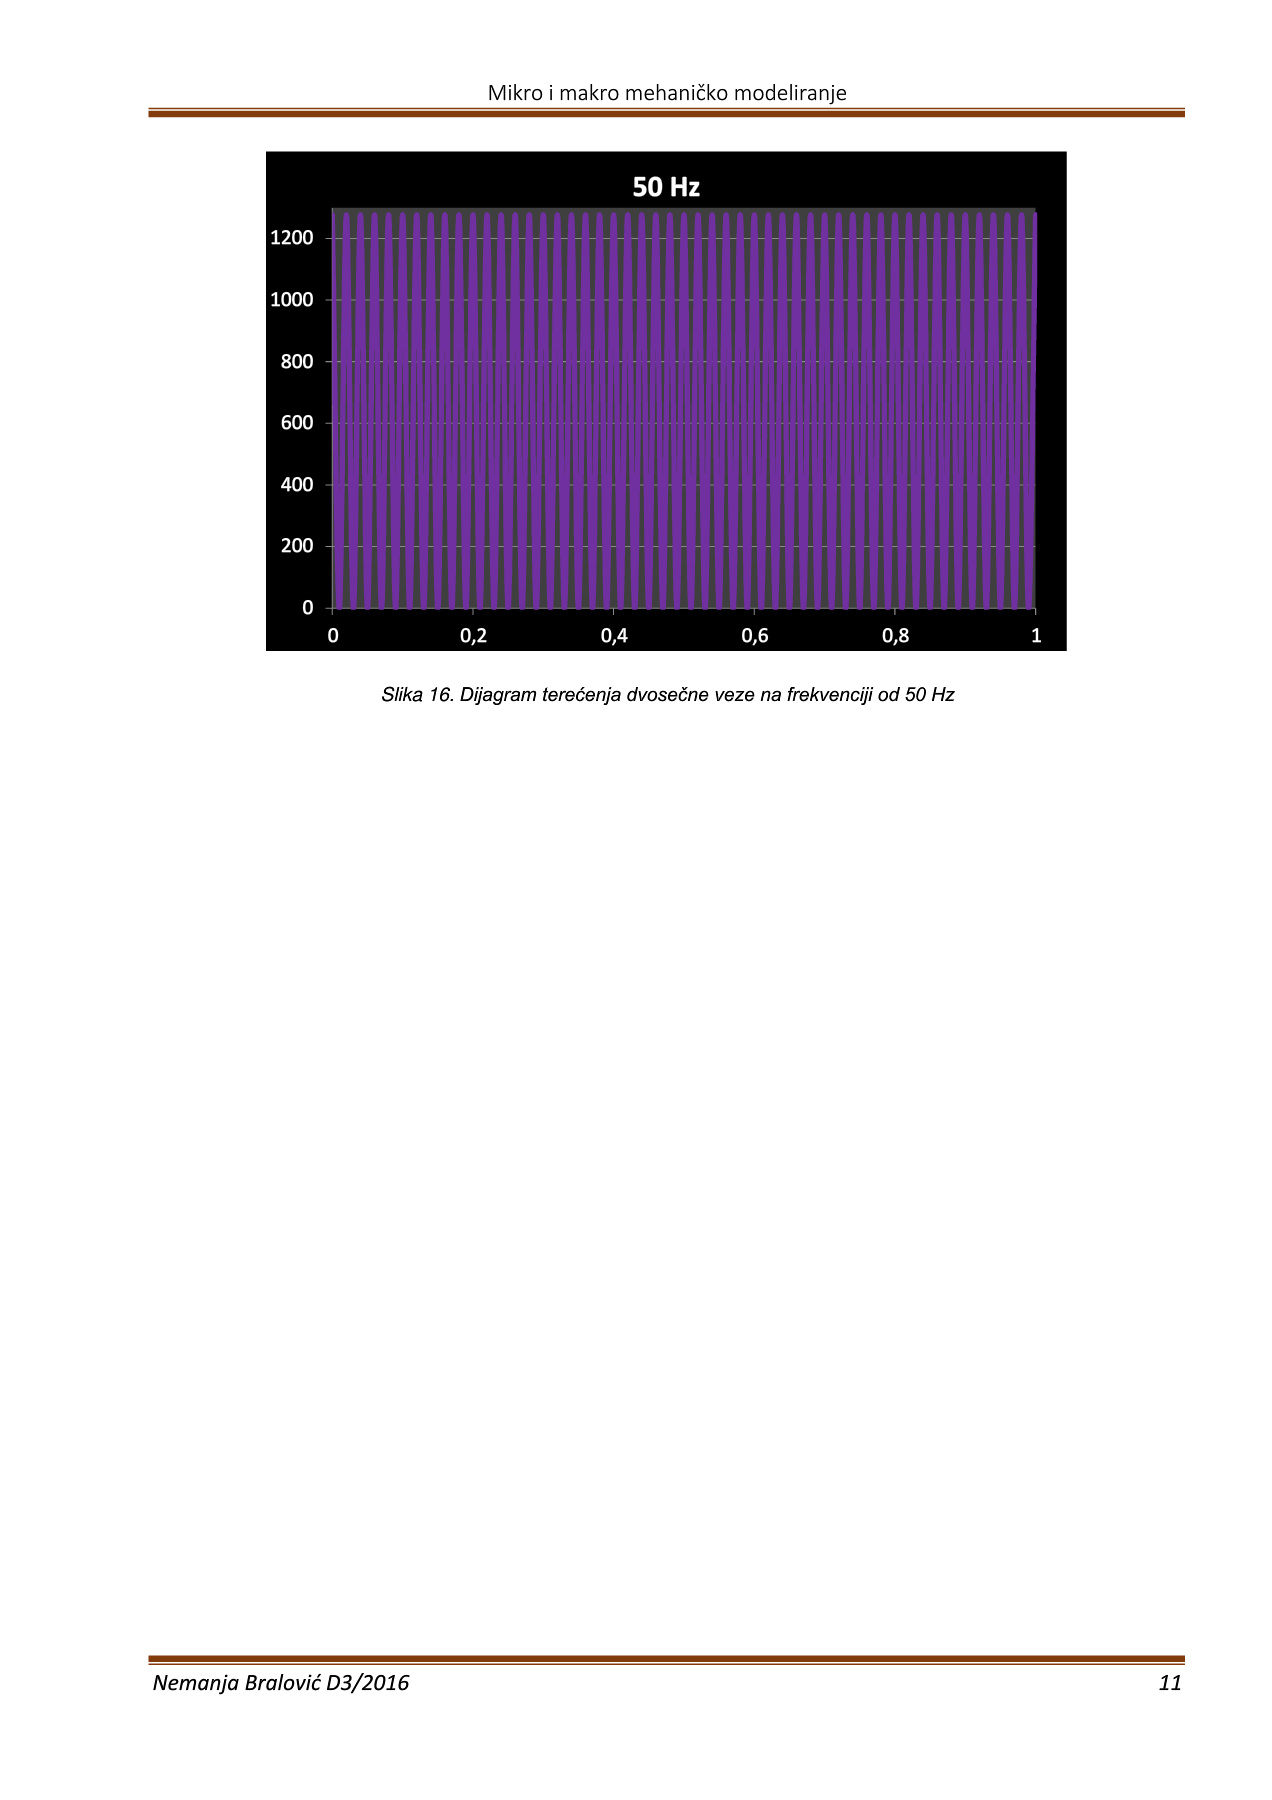 Mikro i makro mehaničko modeliranje
50 Hz
1200
1000
800
600
400
200
0
0 0,2 0,4 0,6 0,8 1
Slika 16. Dijagram terećenja dvosečne veze na frekvenciji od 50 Hz
Nemanja Bralović D3/2016 11